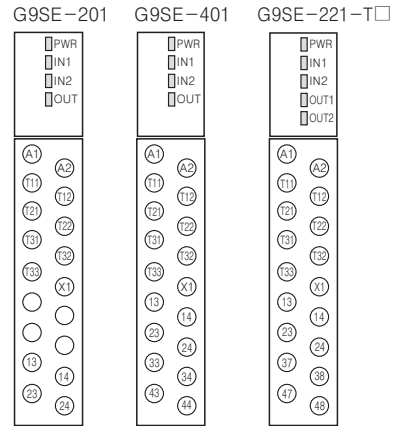 G9SE-201 G9SE-401 G9SE-221-T□
PWR PWR PWR
IN1 IN1 IN1
IN2 IN2 IN2
OUT OUT OUT1
OUT2
A1 A1 A1
A2 A2 A2
T11 T11 T11
T12 T12 T12
T21 T21 T21
T22 T22 T22
T31 T31 T31
T32 T32 T32
T33 T33 T33
X1 X1 X1
13 13
14 14
23 23
24 24
13 33 37
14 34 38
23 43 47
24 44 48